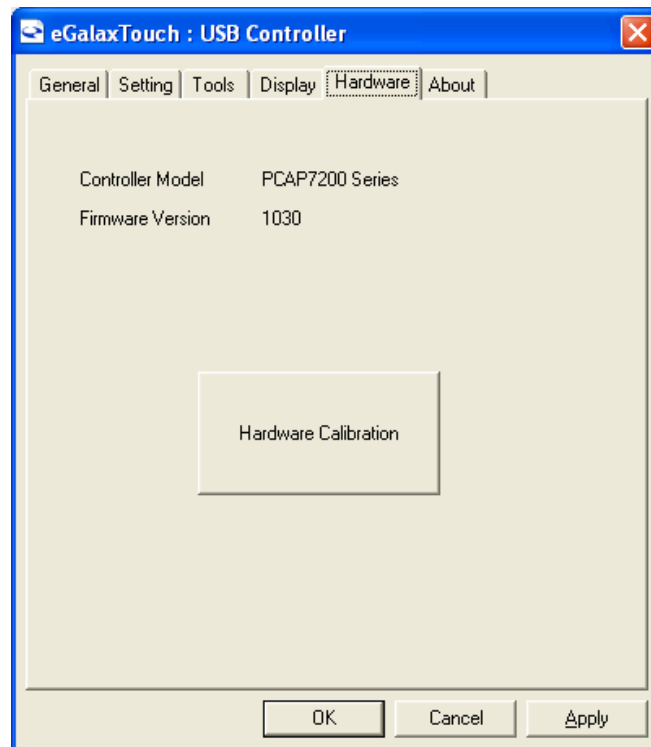 eGalaxTouch : USB Controller
General Setting Tools Display Hardware About
Controller Model PCAP7200 Series
Firmware Version 1030
Hardware Calibration
OK Cancel Apply